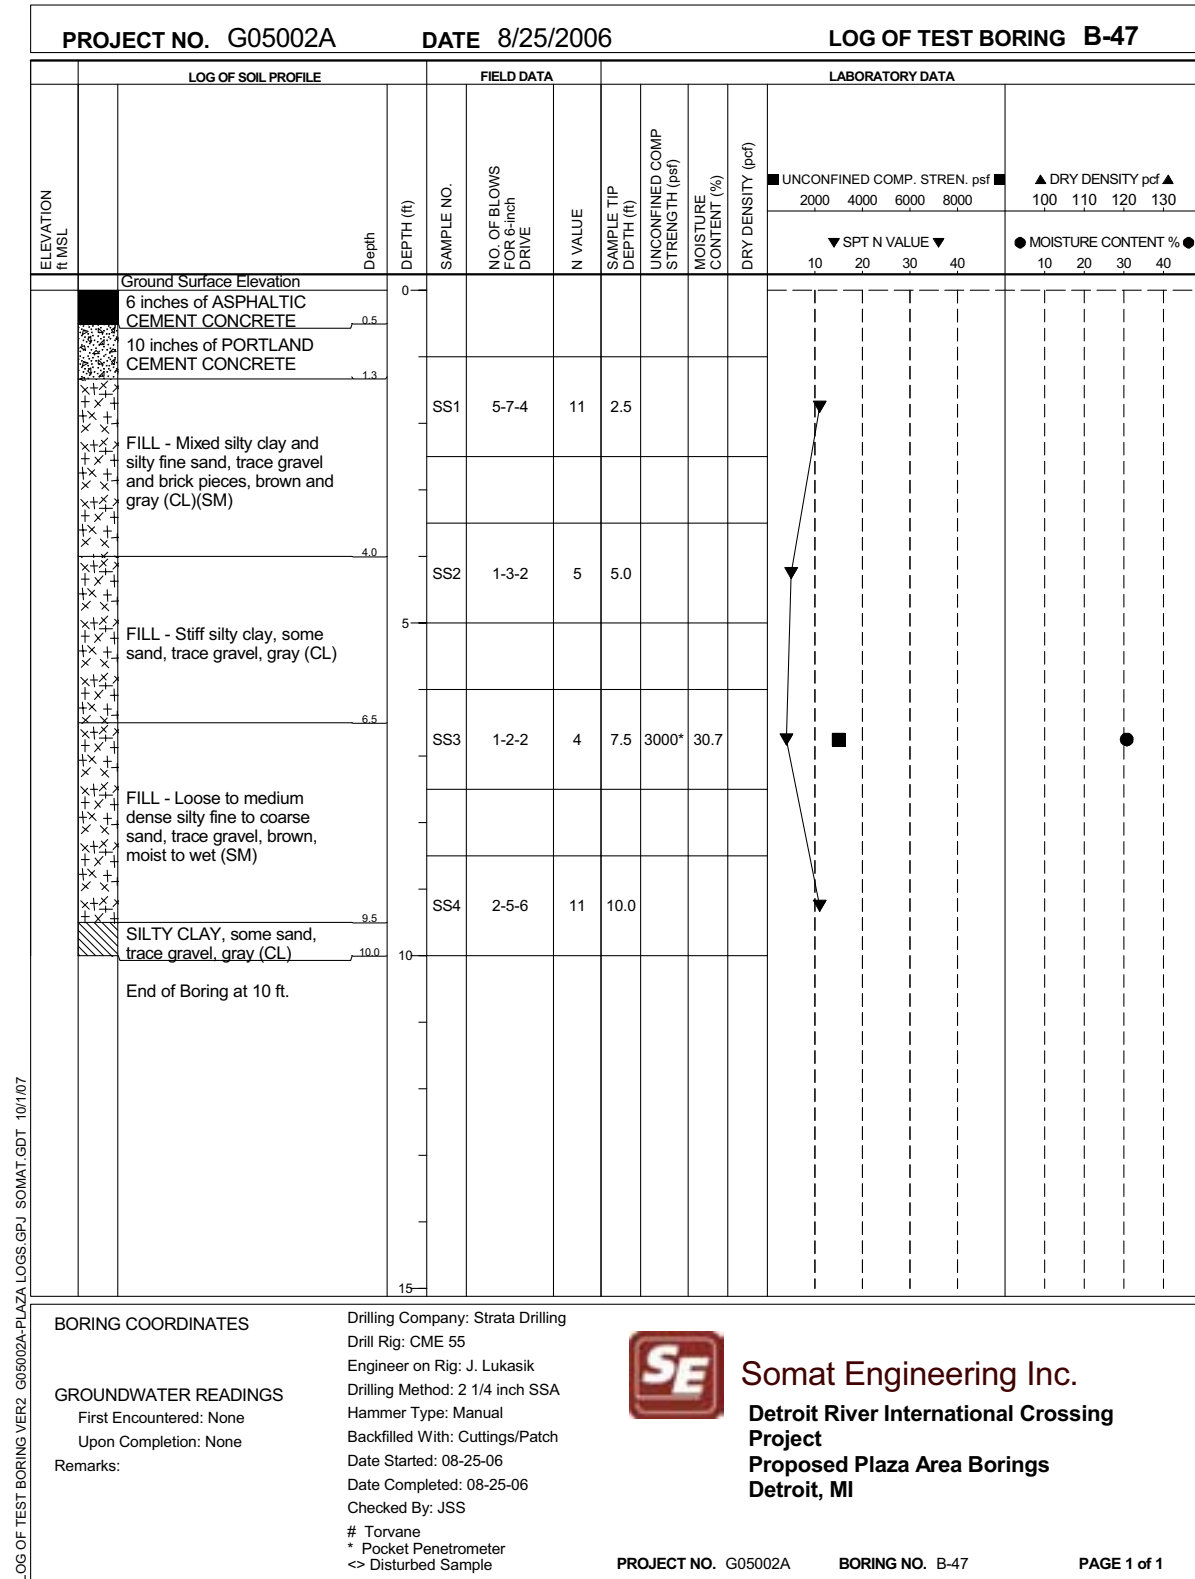 PROJECT NO. G05002A DATE 8/25/2006 LOG OF TEST BORING B-47
LOG OF SOIL PROFILE FIELD DATA LABORATORY DATA
ELEVATION
ft MSL
Depth
DEPTH (ft)
SAMPLE NO.
NO. OF BLOWS
FOR 6-inch
DRIVE
N VALUE
SAMPLE TIP
DEPTH (ft)
UNCONFINED COMP
STRENGTH (psf)
MOISTURE
CONTENT (%)
DRY DENSITY (pcf)
■ UNCONFINED COMP. STREN. psf ■ ▲ DRY DENSITY pcf ▲
2000 4000 6000 8000 100 110 120 130
▼ SPT N VALUE ▼ ● MOISTURE CONTENT % ●
10 20 30 40 10 20 30 40
Ground Surface Elevation
0
6 inches of ASPHALTIC
CEMENT CONCRETE 0.5
10 inches of PORTLAND
CEMENT CONCRETE 1.3
SS1 5-7-4 11 2.5
FILL - Mixed silty clay and
silty fine sand, trace gravel
and brick pieces, brown and
gray (CL)(SM)
4.0
SS2 1-3-2 5 5.0
5
FILL - Stiff silty clay, some
sand, trace gravel, gray (CL)
6.5
SS3 1-2-2 4 7.5 3000* 30.7
FILL - Loose to medium
dense silty fine to coarse
sand, trace gravel, brown,
moist to wet (SM)
SS4 2-5-6 11 10.0
9.5
SILTY CLAY, some sand,
trace gravel, gray (CL) 10.0 10
End of Boring at 10 ft.
15
LOG OF TEST BORING VER2 G05002A-PLAZA LOGS.GPJ SOMAT.GDT 10/1/07
BORING COORDINATES
GROUNDWATER READINGS
First Encountered: None
Upon Completion: None
Remarks:
Drilling Company: Strata Drilling
Drill Rig: CME 55
Engineer on Rig: J. Lukasik
Drilling Method: 2 1/4 inch SSA
Hammer Type: Manual
Backfilled With: Cuttings/Patch
Date Started: 08-25-06
Date Completed: 08-25-06
Checked By: JSS
# Torvane
* Pocket Penetrometer
<> Disturbed Sample
SE
Somat Engineering Inc.
Detroit River International Crossing
Project
Proposed Plaza Area Borings
Detroit, MI
PROJECT NO. G05002A BORING NO. B-47 PAGE 1 of 1